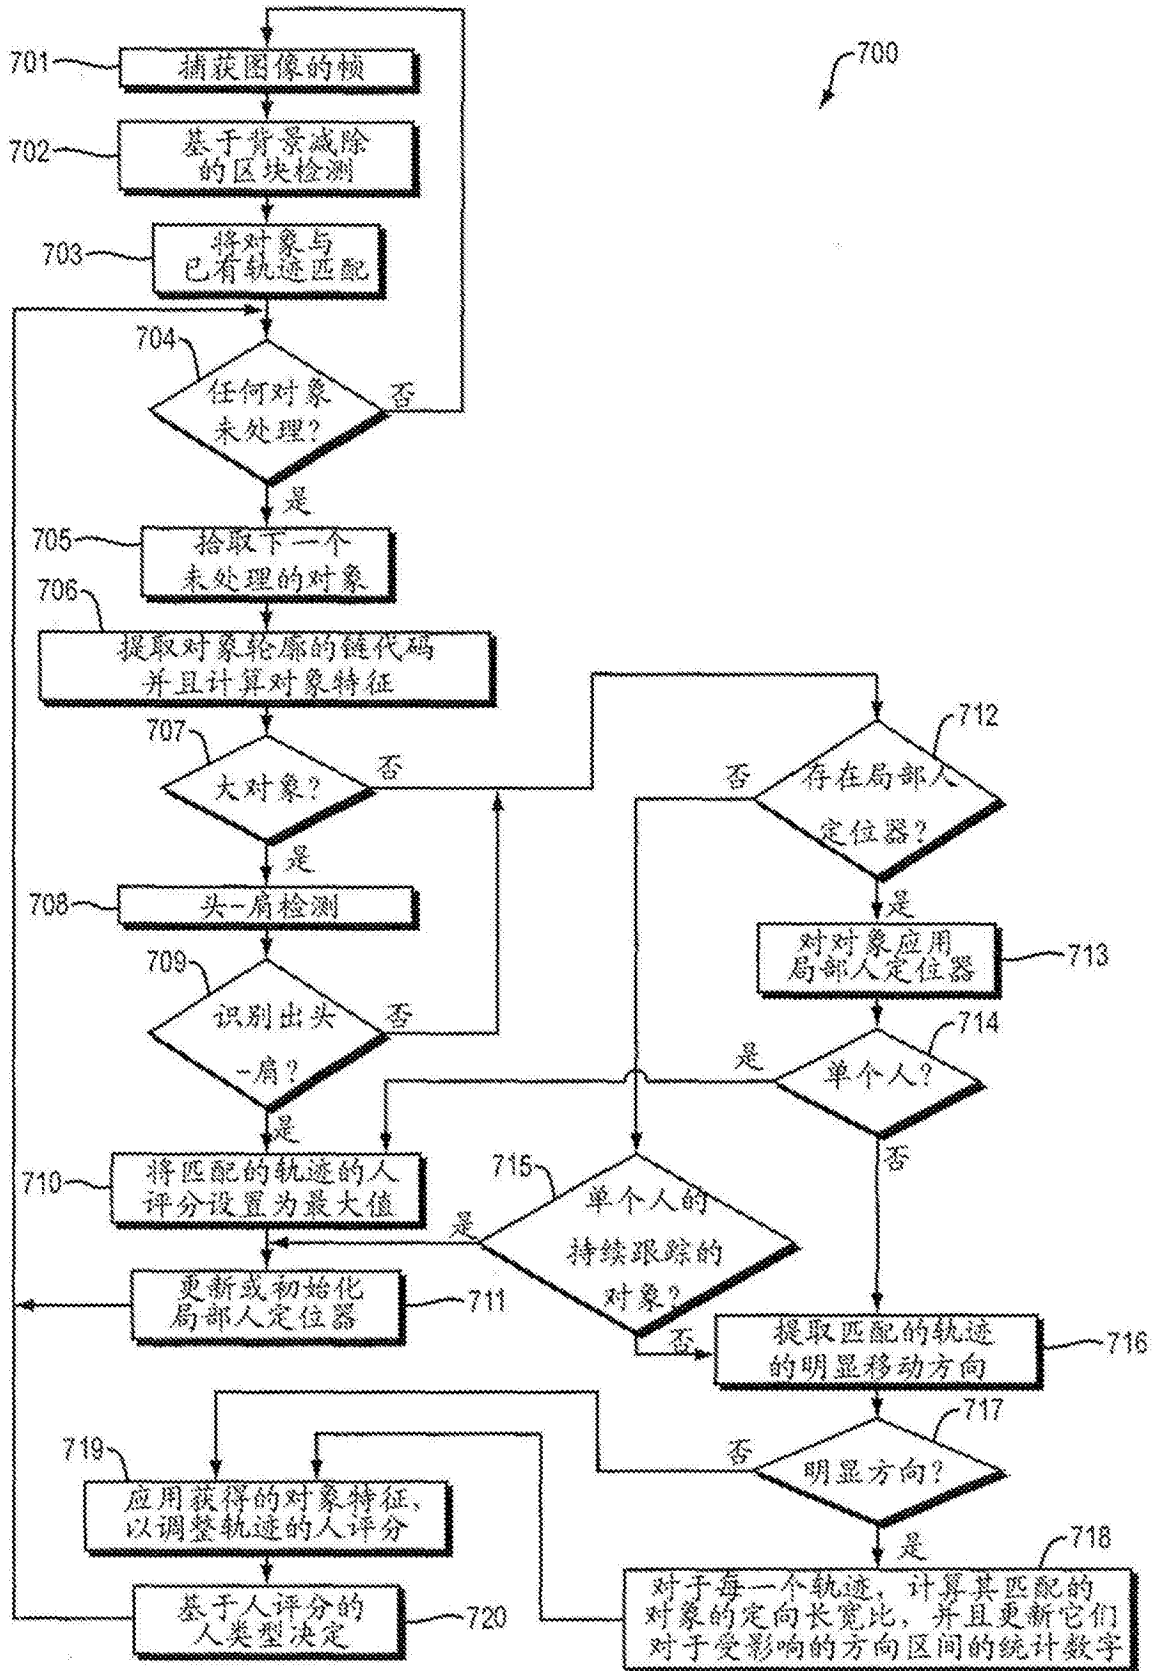 700
701
捕获图像的帧
702
基于背景减除
的区块检测
703
将对象与
已有轨迹匹配
704
任何对象
未处理?
否
是
705
拾取下一个
未处理的对象
706
提取对象轮廓的链代码
并且计算对象特征
707
大对象?
否
是
708
头-肩检测
709
识别出头
-肩?
否
是
710
将匹配的轨迹的人
评分设置为最大值
更新或初始化
局部人定位器
711
712
存在局部人
定位器?
否
是
对对象应用
局部人定位器
713
714
单个人?
是
否
715
单个人的
持续跟踪的
对象?
是
否
提取匹配的轨迹
的明显移动方向
716
717
明显方向?
否
是
718
对于每一个轨迹, 计算其匹配的
对象的定向长宽比, 并且更新它们
对于受影响的方向区间的统计数字
719
应用获得的对象特征、
以调整轨迹的人评分
基于人评分的
人类型决定
720